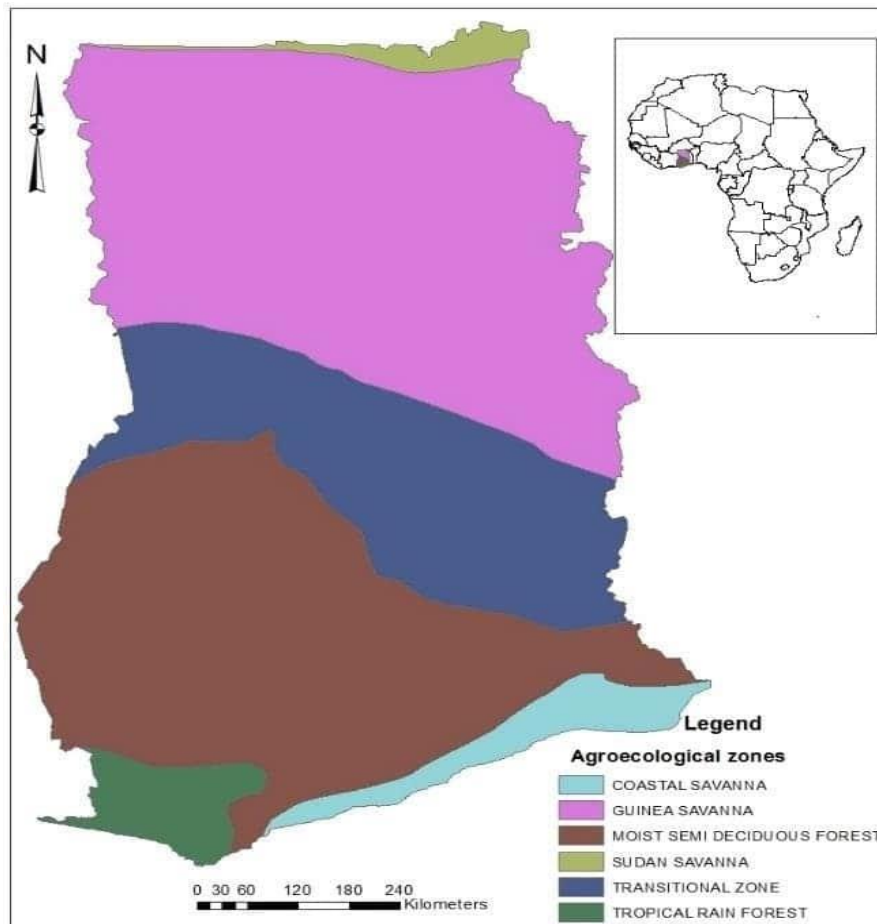 N
Legend
Agroecological zones
COASTAL SAVANNA
GUINEA SAVANNA
MOIST SEMI DECIDUOUS FOREST
SUDAN SAVANNA
TRANSITIONAL ZONE
TROPICAL RAIN FOREST
0 30 60 120 180 240
Kilometers